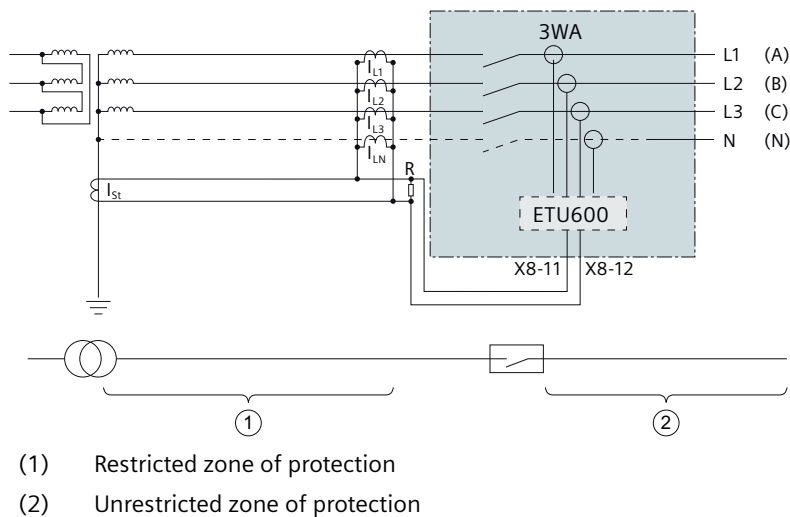 3WA
L1 (A)
I_L1
L2 (B)
I_L2
L3 (C)
I_L3
N (N)
I_LN
R
I_St
ETU600
X8-11 X8-12
1 2
(1) Restricted zone of protection
(2) Unrestricted zone of protection